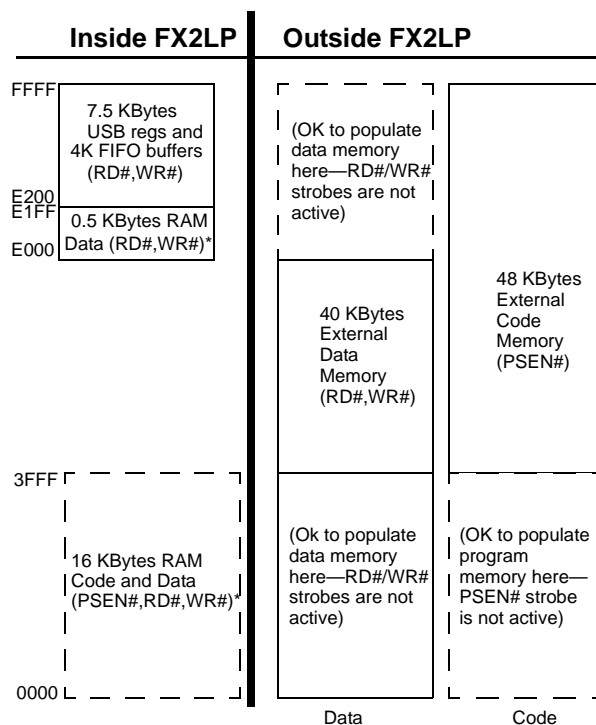 Inside FX2LP
Outside FX2LP
FFFF
7.5 KBytes
USB regs and
4K FIFO buffers
(RD#,WR#)
E200
E1FF
0.5 KBytes RAM
Data (RD#,WR#)*
E000
(OK to populate
data memory
here—RD#/WR#
strobes are not
active)
40 KBytes
External
Data
Memory
(RD#,WR#)
48 KBytes
External
Code
Memory
(PSEN#)
3FFF
16 KBytes RAM
Code and Data
(PSEN#,RD#,WR#)*
(Ok to populate
data memory
here—RD#/WR#
strobes are not
active)
(OK to populate
program
memory here—
PSEN# strobe
is not active)
0000
Data
Code